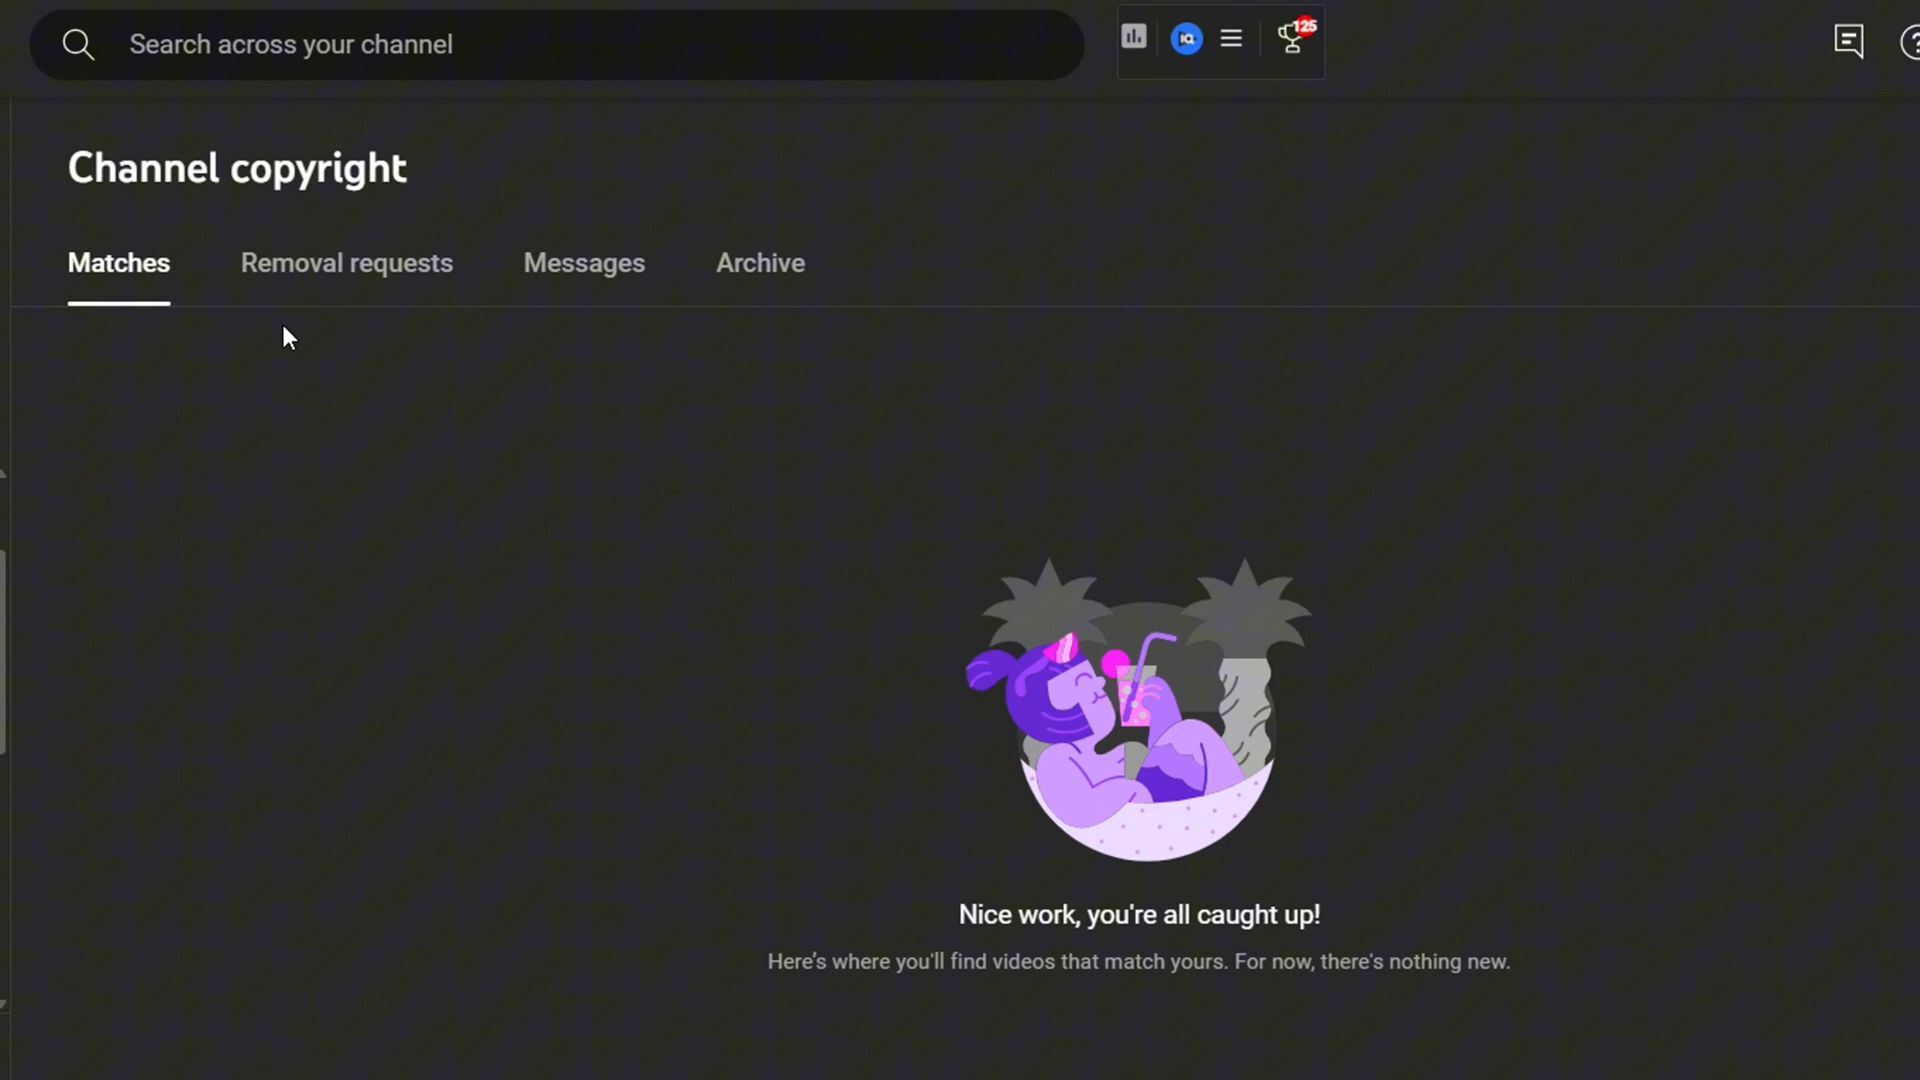 Search across your channel
IQ
125
?
Channel copyright
Matches
Removal requests
Messages
Archive
Nice work, you're all caught up!
Here's where you'll find videos that match yours. For now, there's nothing new.